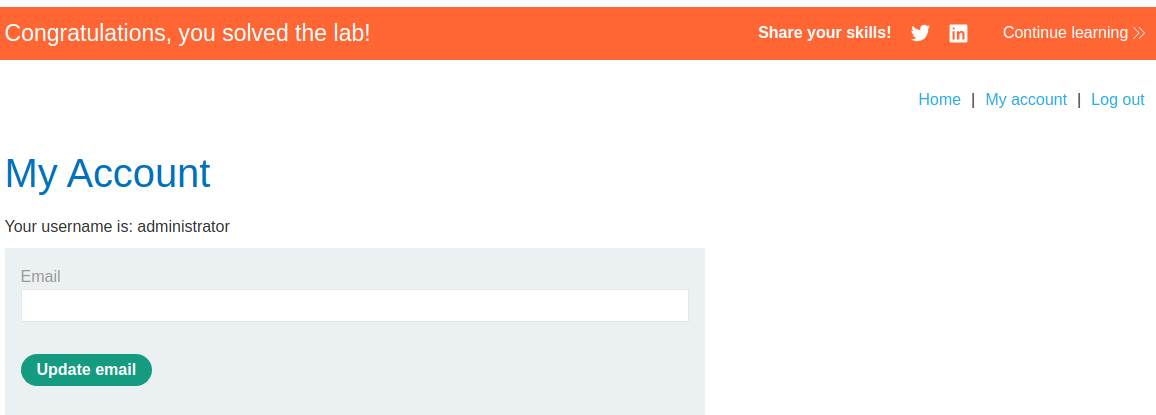 Congratulations, you solved the lab!
Share your skills!
Continue learning
Home | My account | Log out
My Account
Your username is: administrator
Email
Update email